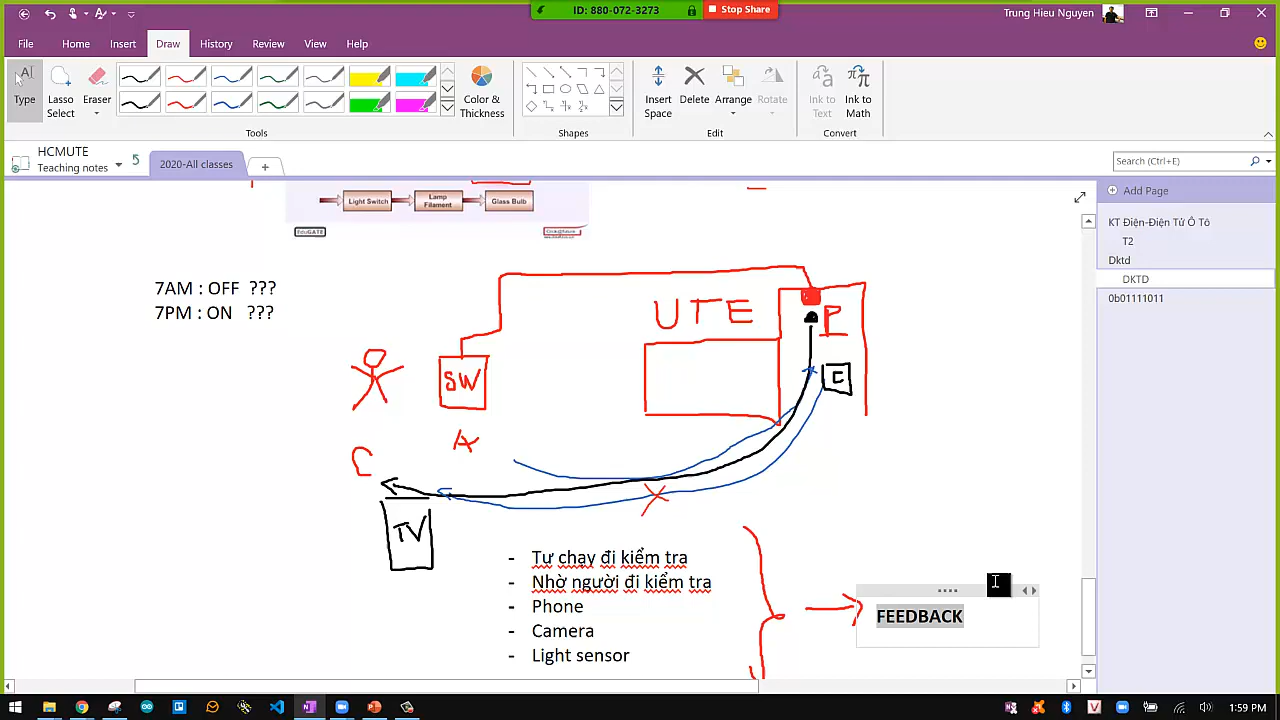 ID: 880-072-3273
Stop Share
Trung Hieu Nguyen
File Home Insert Draw History Review View Help
Type
Lasso Select
Eraser
Color & Thickness
Insert Space
Delete
Arrange
Rotate
Ink to Text
Ink to Math
Tools
Shapes
Edit
Convert
HCMUTE
Teaching notes
2020-All classes
Search (Ctrl+E)
Add Page
KT Điện-Điện Tử Ô Tô
T2
Dktd
DKTD
0b01111011
Light Switch
Lamp Filament
Glass Bulb
EduGATE
7AM : OFF ???
7PM : ON ???
UTE
SW
E
TV
- Tư chạy đi kiểm tra
- Nhờ người đi kiểm tra
- Phone
- Camera
- Light sensor
FEEDBACK
1:59 PM